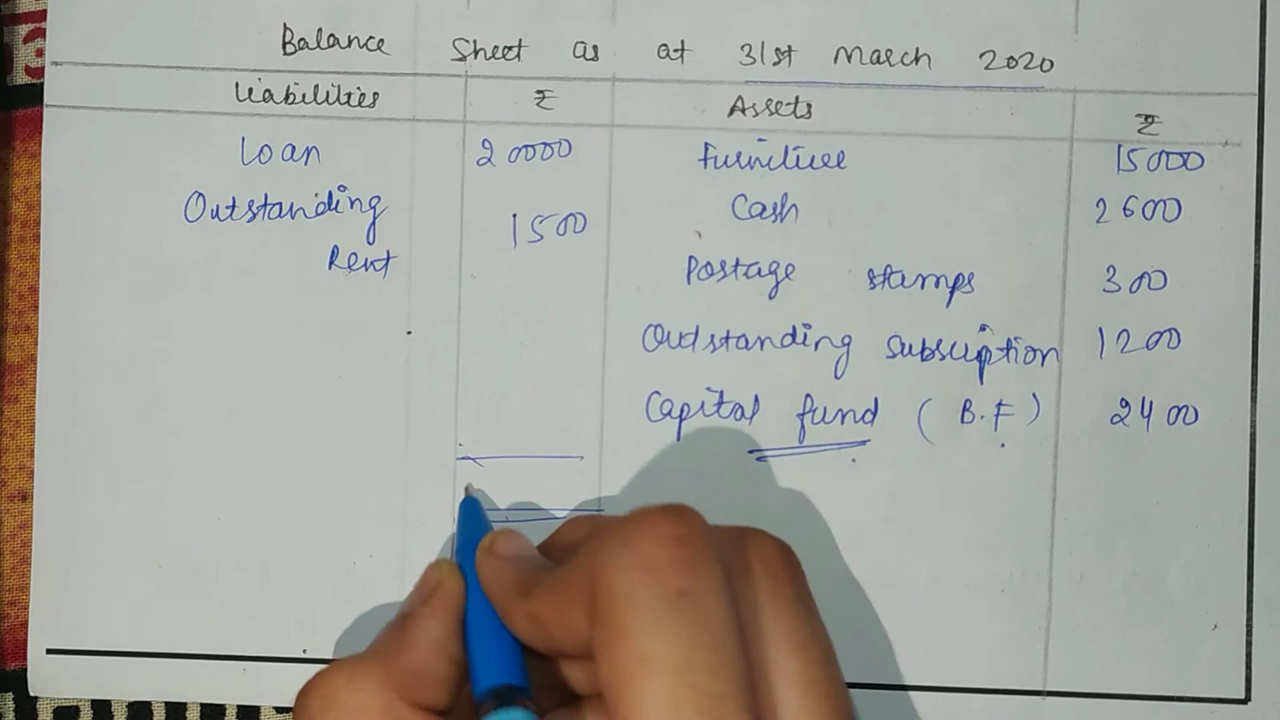 Balance Sheet as at 31st March 2020
Liabilities ₹ Assets ₹
Loan 20000 Furniture 15000
Outstanding Cash 2600
1500
Rent Postage stamps 300
Outstanding Subscription 1200
Capital fund (B.F) 2400